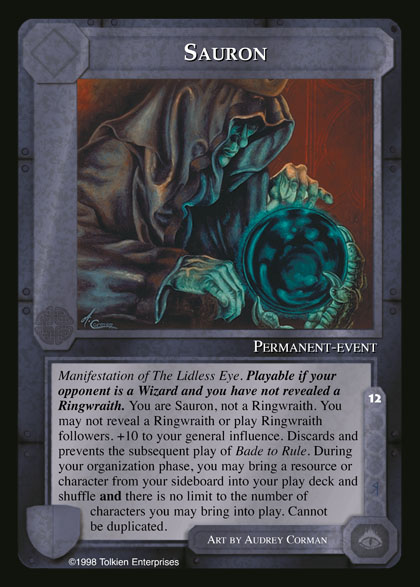 SAURON
A. Corman
PERMANENT-EVENT
Manifestation of The Lidless Eye. Playable if your
opponent is a Wizard and you have not revealed a
Ringwraith. You are Sauron, not a Ringwraith. You
may not reveal a Ringwraith or play Ringwraith
followers. +10 to your general influence. Discards and
prevents the subsequent play of Bade to Rule. During
your organization phase, you may bring a resource or
character from your sideboard into your play deck and
shuffle and there is no limit to the number of
characters you may bring into play. Cannot
be duplicated.
12
ART BY AUDREY CORMAN
©1998 Tolkien Enterprises